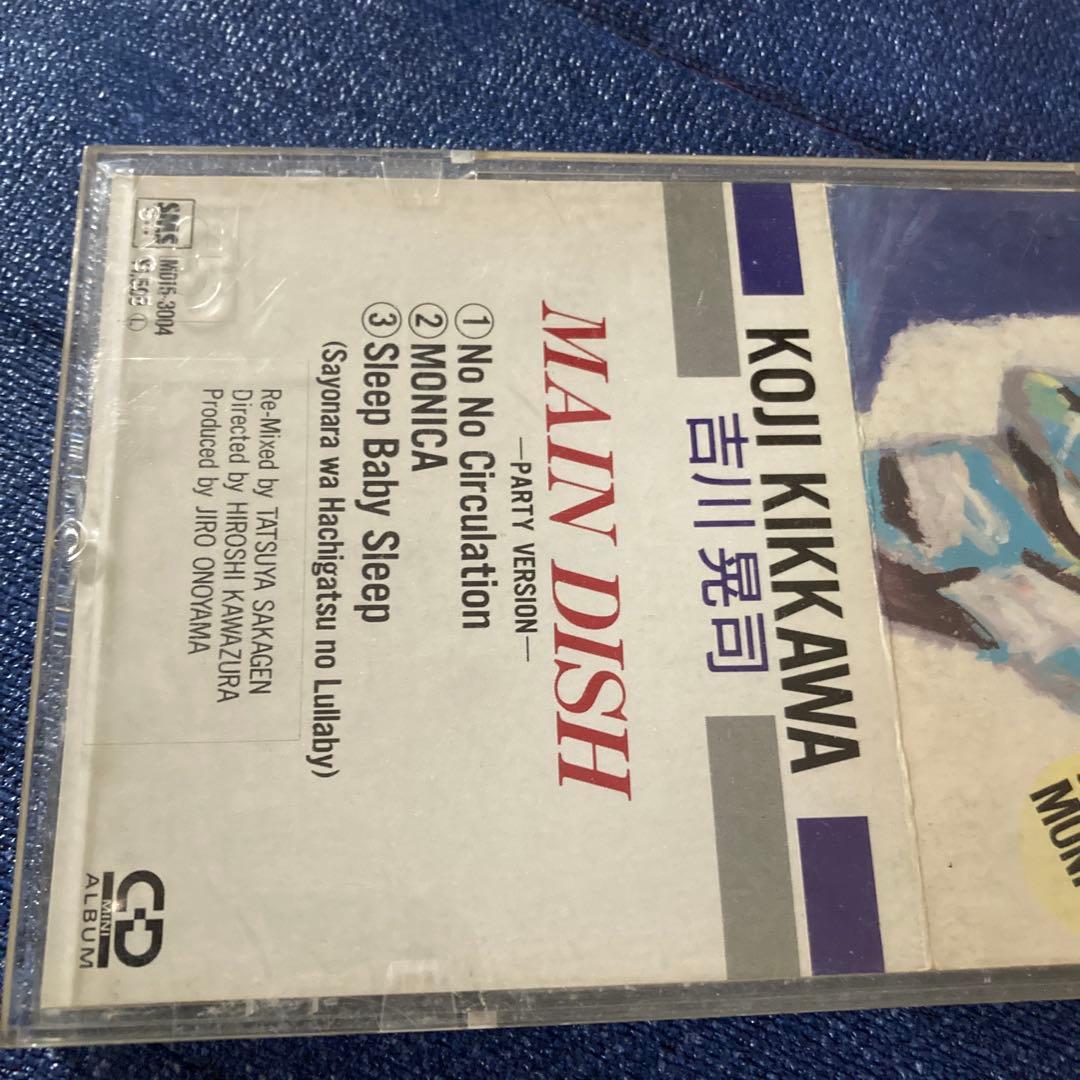 MON
KOJI KIKKAWA
吉川晃司
MAIN DISH
—PARTY VERSION—
① No No Circulation
② MONICA
③ Sleep Baby Sleep
(Sayonara wa Hachigatsu no Lullaby)
Re-Mixed by TATSUYA SAKAGEN
Directed by HIROSHI KAWAZURA
Produced by JIRO ONOYAMA
SMS MD15-3004
CD
MINI
ALBUM